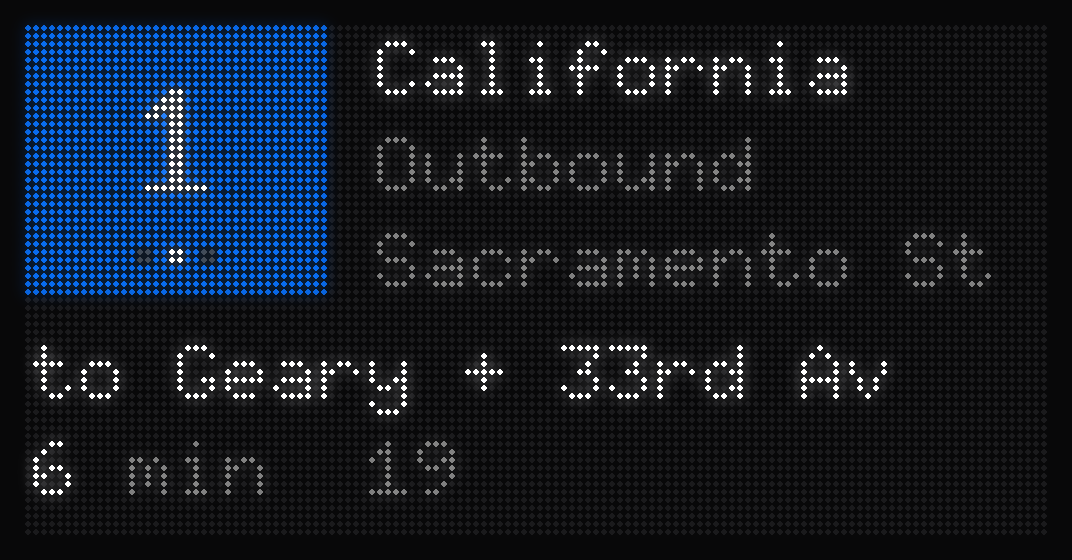 1
California
Outbound
Sacramento St
to Geary + 33rd Av
6 min 19